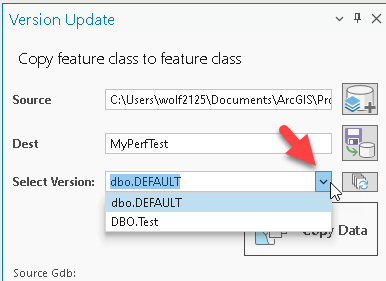 Version Update
Copy feature class to feature class
Source C:\Users\wolf2125\Documents\ArcGIS\Pro
Dest MyPerfTest
Select Version: dbo.DEFAULT
dbo.DEFAULT
DBO.Test
Copy Data
Source Gdb: